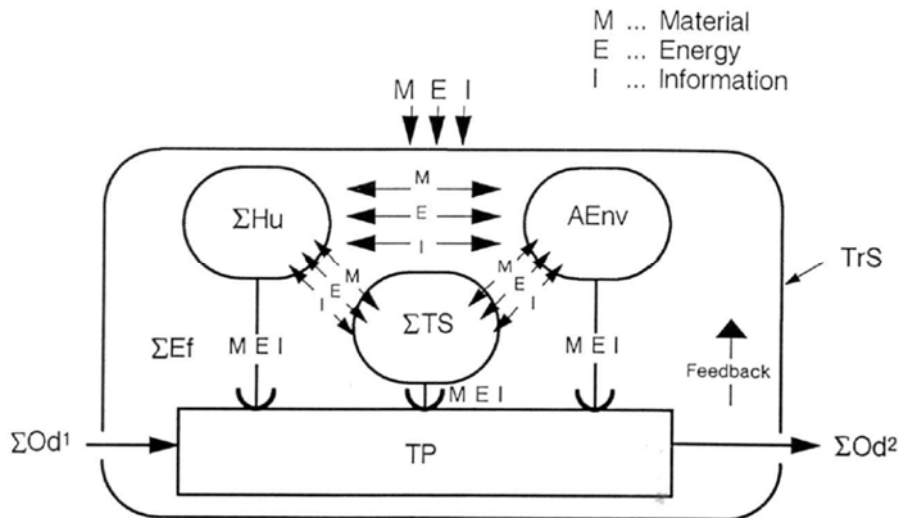 M ... Material
E ... Energy
I ... Information
M E I
ΣHu
M
E
I
AEnv
M
E
I
M
E
I
ΣTS
TrS
ΣEf
M E I
M E I
M E I
Feedback
I
ΣOd¹
TP
ΣOd²